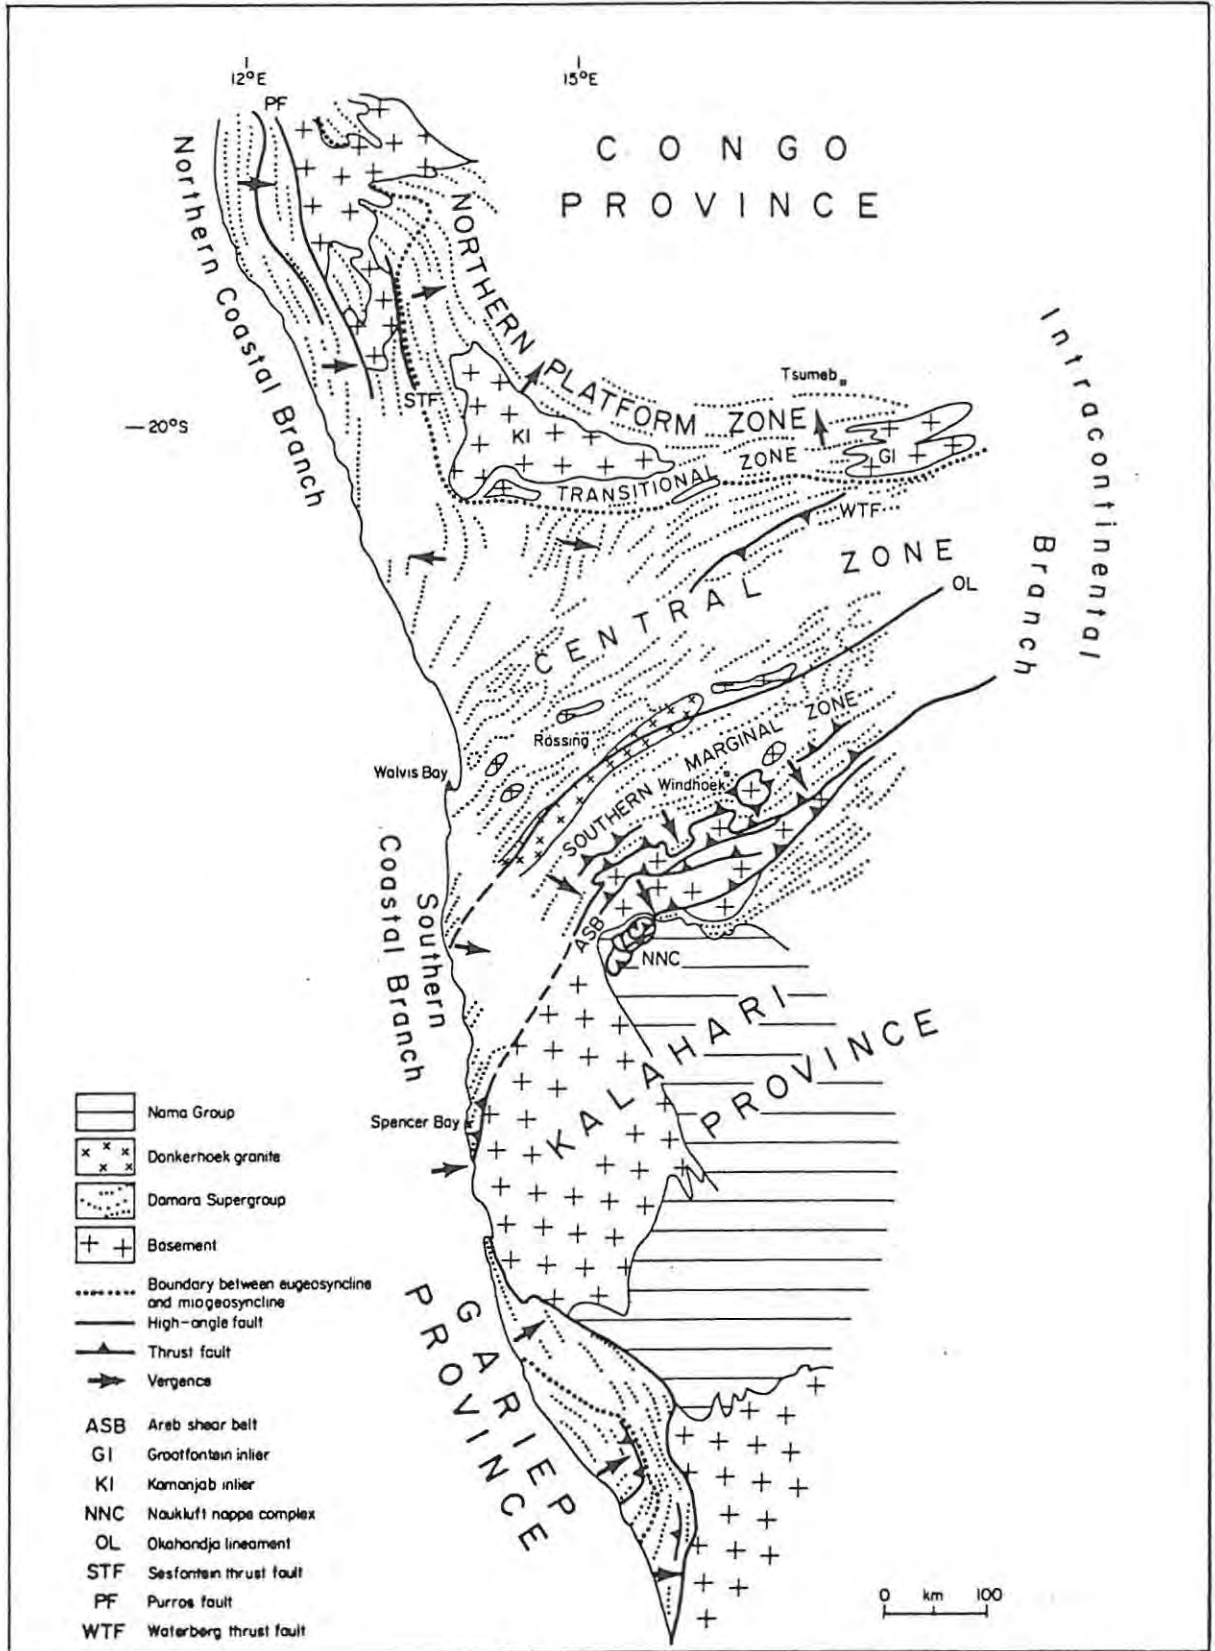 12°E
15°E
PF
CONGO
PROVINCE
Northern Coastal Branch
NORTHERN PLATFORM ZONE
Intracontinental
Branch
Tsumeb
STF
—20°S
KI
ZONE
GI
TRANSITIONAL
WTF
CENTRAL ZONE
OL
Rössing
SOUTHERN MARGINAL ZONE
Walvis Bay
Windhoek
Southern
Coastal Branch
ASB
NNC
KALAHARI
PROVINCE
Spencer Bay
GARIEP
PROVINCE
Nama Group
Donkerhoek granite
Damara Supergroup
Basement
Boundary between eugeosyncline
and miogeosyncline
High-angle fault
Thrust fault
Vergence
ASB Areb shear belt
GI Grootfontein inlier
KI Kamanjab inlier
NNC Naukluft nappe complex
OL Okahandja lineament
STF Sesfontein thrust fault
PF Purros fault
WTF Waterberg thrust fault
0 km 100